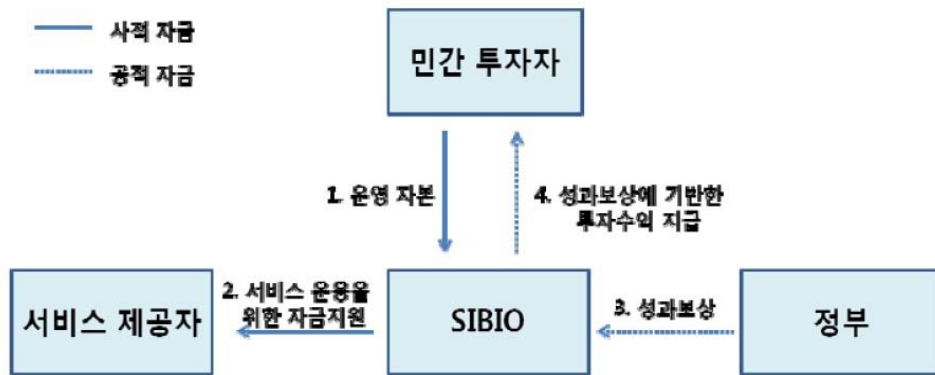 사적 자금
공적 자금
민간 투자자
1. 운영 자본
4. 성과보상에 기반한
투자수익 지급
서비스 제공자
2. 서비스 운용을
위한 자금지원
SIBIO
3. 성과보상
정부